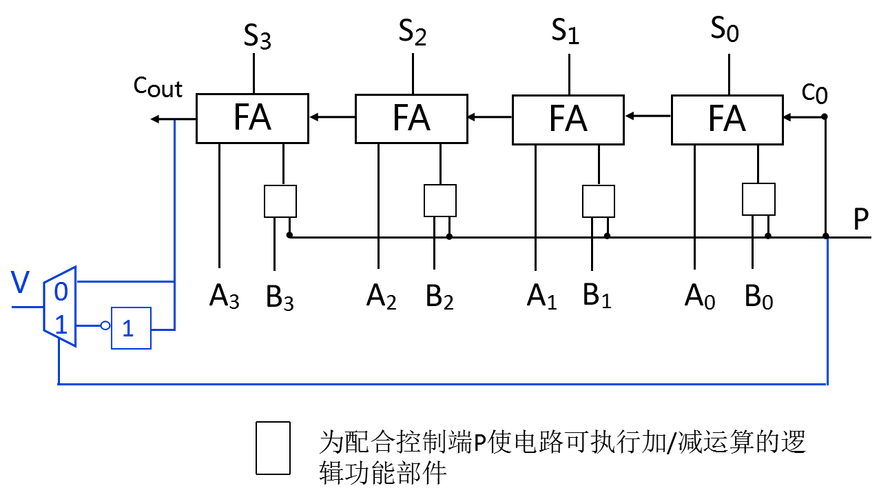 S3 S2 S1 S0
Cout FA FA FA FA C0
P
V 0 A3 B3 A2 B2 A1 B1 A0 B0
1 1
为配合控制端P使电路可执行加/减运算的逻
辑功能部件